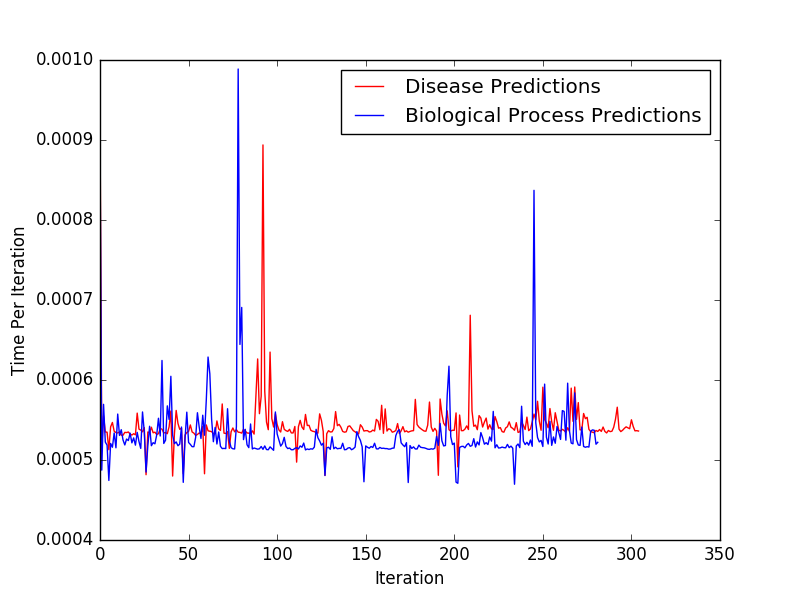 0.0010
0.0009
0.0008
0.0007
0.0006
0.0005
0.0004
Time Per Iteration
Disease Predictions
Biological Process Predictions
0 50 100 150 200 250 300 350
Iteration